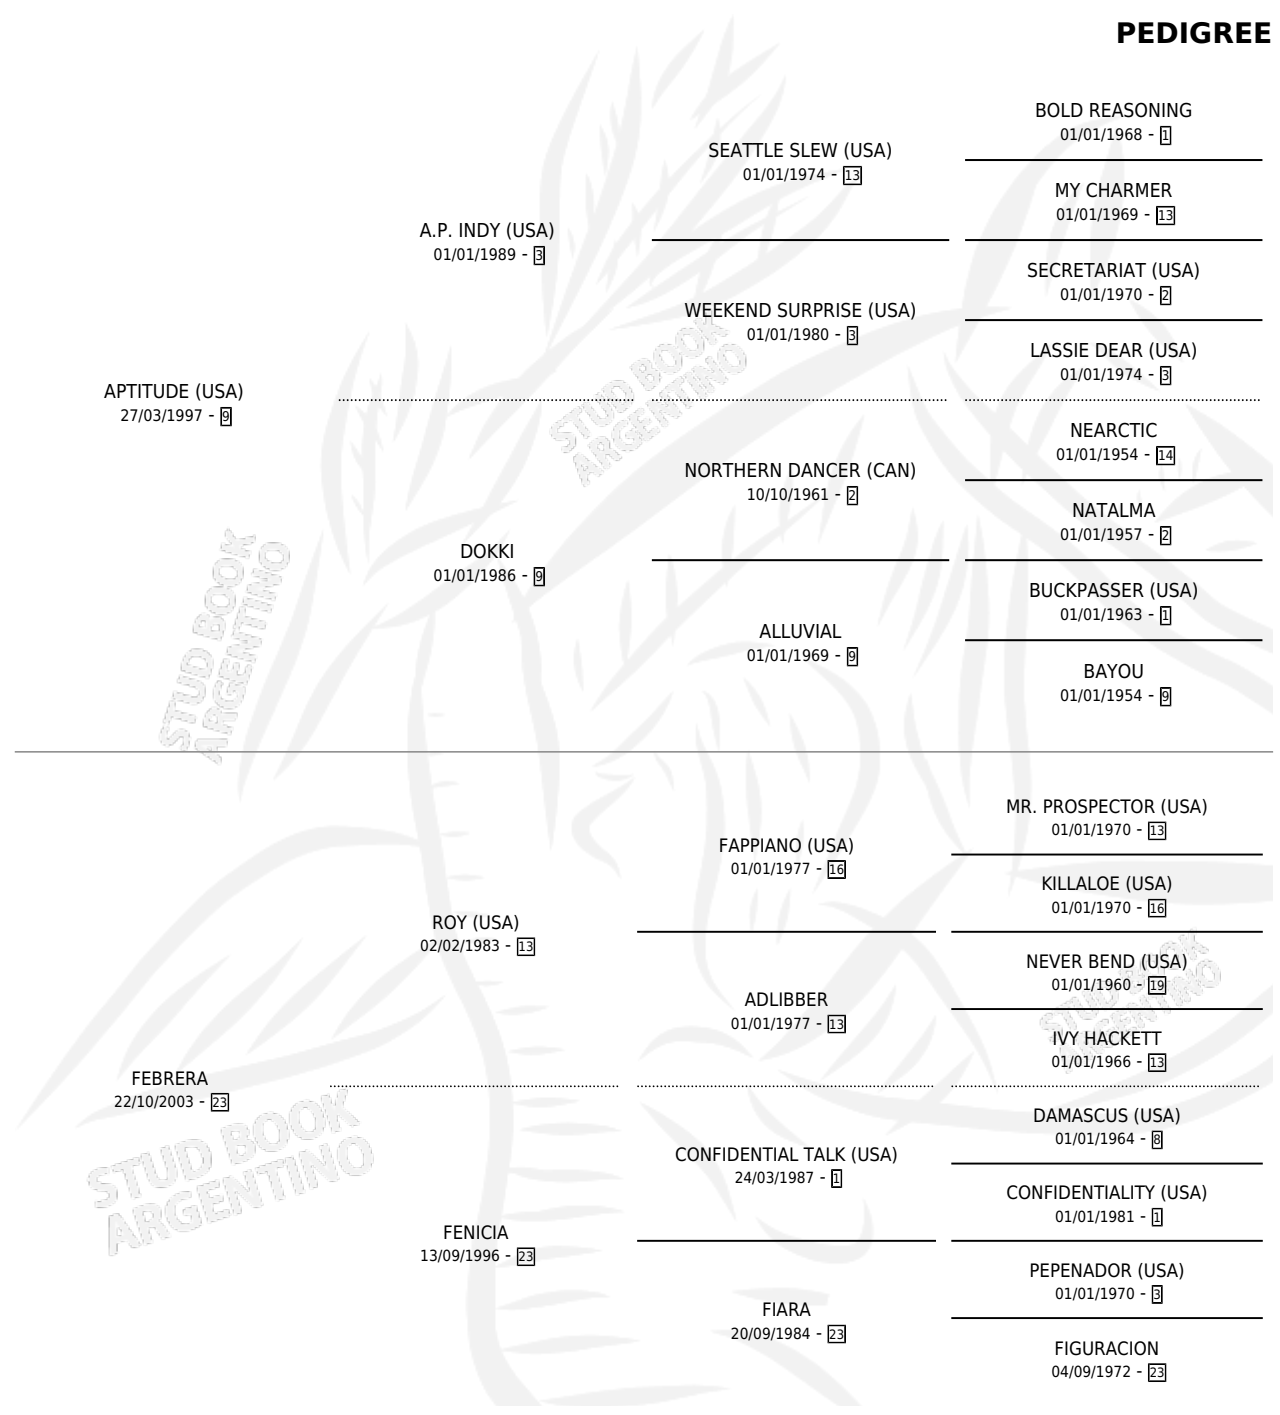 PEDIGREE
BOLD REASONING
01/01/1968 - 1
SEATTLE SLEW (USA)
01/01/1974 - 13
MY CHARMER
01/01/1969 - 13
A.P. INDY (USA)
01/01/1989 - 3
SECRETARIAT (USA)
01/01/1970 - 2
WEEKEND SURPRISE (USA)
01/01/1980 - 3
LASSIE DEAR (USA)
01/01/1974 - 3
STUD BOOK
ARGENTINO
APTITUDE (USA)
27/03/1997 - 9
NEARCTIC
01/01/1954 - 14
NORTHERN DANCER (CAN)
10/10/1961 - 2
NATALMA
01/01/1957 - 2
DOKKI
01/01/1986 - 9
BUCKPASSER (USA)
01/01/1963 - 1
ALLUVIAL
01/01/1969 - 9
BAYOU
01/01/1954 - 9
STUD BOOK
ARGENTINO
MR. PROSPECTOR (USA)
01/01/1970 - 13
FAPPIANO (USA)
01/01/1977 - 16
KILLALOE (USA)
01/01/1970 - 16
ROY (USA)
02/02/1983 - 13
NEVER BEND (USA)
01/01/1960 - 19
ADLIBBER
01/01/1977 - 13
IVY HACKETT
01/01/1966 - 13
STUD BOOK
ARGENTINO
FEBRERA
22/10/2003 - 23
DAMASCUS (USA)
01/01/1964 - 8
CONFIDENTIAL TALK (USA)
24/03/1987 - 1
CONFIDENTIALITY (USA)
01/01/1981 - 1
STUD BOOK
ARGENTINO
FENICIA
13/09/1996 - 23
PEPENADOR (USA)
01/01/1970 - 3
FIARA
20/09/1984 - 23
FIGURACION
04/09/1972 - 23